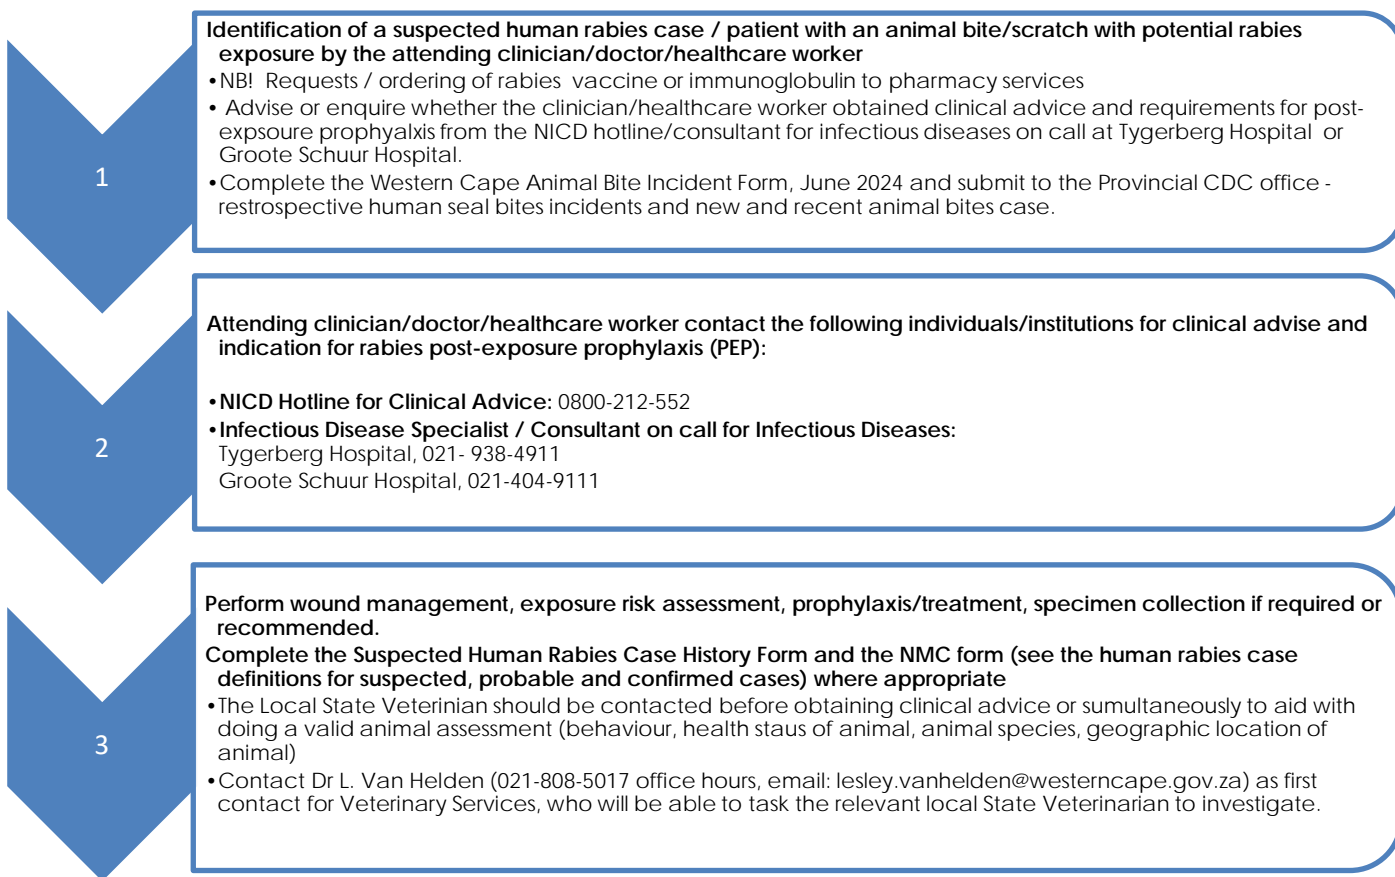 1
Identification of a suspected human rabies case / patient with an animal bite/scratch with potential rabies
exposure by the attending clinician/doctor/healthcare worker
•NB!  Requests / ordering of rabies  vaccine or immunoglobulin to pharmacy services
• Advise or enquire whether the clinician/healthcare worker obtained clinical advice and requirements for post-
expsoure prophyalxis from the NICD hotline/consultant for infectious diseases on call at Tygerberg Hospital  or
Groote Schuur Hospital.
•Complete the Western Cape Animal Bite Incident Form, June 2024 and submit to the Provincial CDC office -
restrospective human seal bites incidents and new and recent animal bites case.
2
Attending clinician/doctor/healthcare worker contact the following individuals/institutions for clinical advise and
indication for rabies post-exposure prophylaxis (PEP):
•NICD Hotline for Clinical Advice: 0800-212-552
•Infectious Disease Specialist / Consultant on call for Infectious Diseases:
Tygerberg Hospital, 021- 938-4911
Groote Schuur Hospital, 021-404-9111
3
Perform wound management, exposure risk assessment, prophylaxis/treatment, specimen collection if required or
recommended.
Complete the Suspected Human Rabies Case History Form and the NMC form (see the human rabies case
definitions for suspected, probable and confirmed cases) where appropriate
•The Local State Veterinian should be contacted before obtaining clinical advice or sumultaneously to aid with
doing a valid animal assessment (behaviour, health staus of animal, animal species, geographic location of
animal)
•Contact Dr L. Van Helden (021-808-5017 office hours, email: lesley.vanhelden@westerncape.gov.za) as first
contact for Veterinary Services, who will be able to task the relevant local State Veterinarian to investigate.